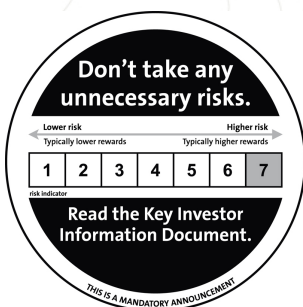 Don't take any
unnecessary risks.
Lower risk Higher risk
Typically lower rewards Typically higher rewards
1 2 3 4 5 6 7
risk indicator
Read the Key Investor
Information Document.
THIS IS A MANDATORY ANNOUNCEMENT